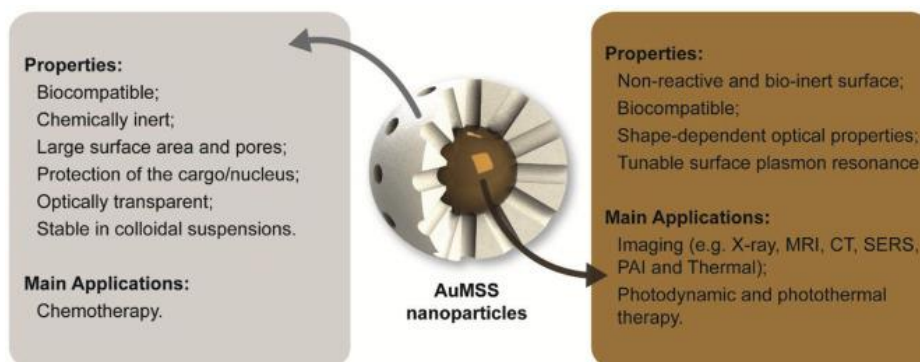 Properties:
Biocompatible;
Chemically inert;
Large surface area and pores;
Protection of the cargo/nucleus;
Optically transparent;
Stable in colloidal suspensions.
Main Applications:
Chemotherapy.
AuMSS
nanoparticles
Properties:
Non-reactive and bio-inert surface;
Biocompatible;
Shape-dependent optical properties;
Tunable surface plasmon resonance
Main Applications:
Imaging (e.g. X-ray, MRI, CT, SERS,
PAI and Thermal);
Photodynamic and photothermal
therapy.